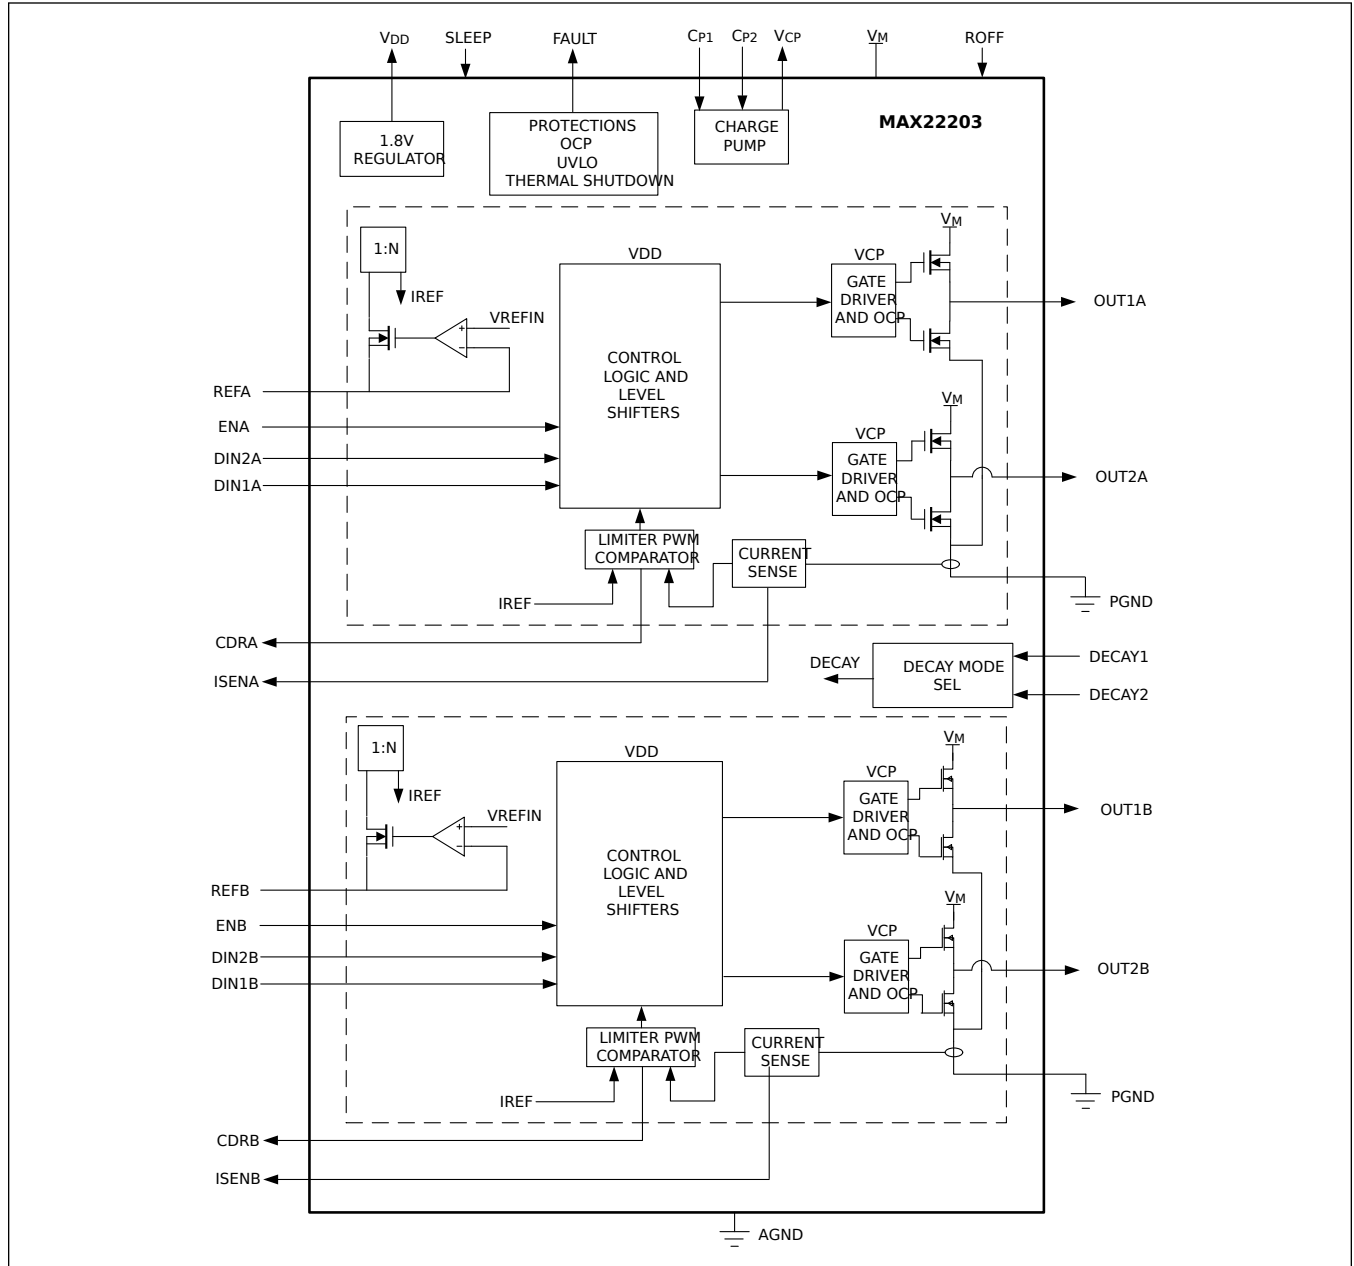 VDD
SLEEP
FAULT
CP1
CP2
VCP
VM
ROFF
MAX22203
1.8V
REGULATOR
PROTECTIONS
OCP
UVLO
THERMAL SHUTDOWN
CHARGE
PUMP
1:N
IREF
VREFIN
+
−
REFA
ENA
DIN2A
DIN1A
VDD
CONTROL
LOGIC AND
LEVEL
SHIFTERS
VCP
GATE
DRIVER
AND OCP
VM
OUT1A
VCP
GATE
DRIVER
AND OCP
VM
OUT2A
LIMITER PWM
COMPARATOR
CURRENT
SENSE
IREF
PGND
CDRA
ISENA
DECAY
DECAY MODE
SEL
DECAY1
DECAY2
1:N
IREF
VREFIN
+
−
REFB
ENB
DIN2B
DIN1B
VDD
CONTROL
LOGIC AND
LEVEL
SHIFTERS
VCP
GATE
DRIVER
AND OCP
VM
OUT1B
VCP
GATE
DRIVER
AND OCP
VM
OUT2B
LIMITER PWM
COMPARATOR
CURRENT
SENSE
IREF
PGND
CDRB
ISENB
AGND